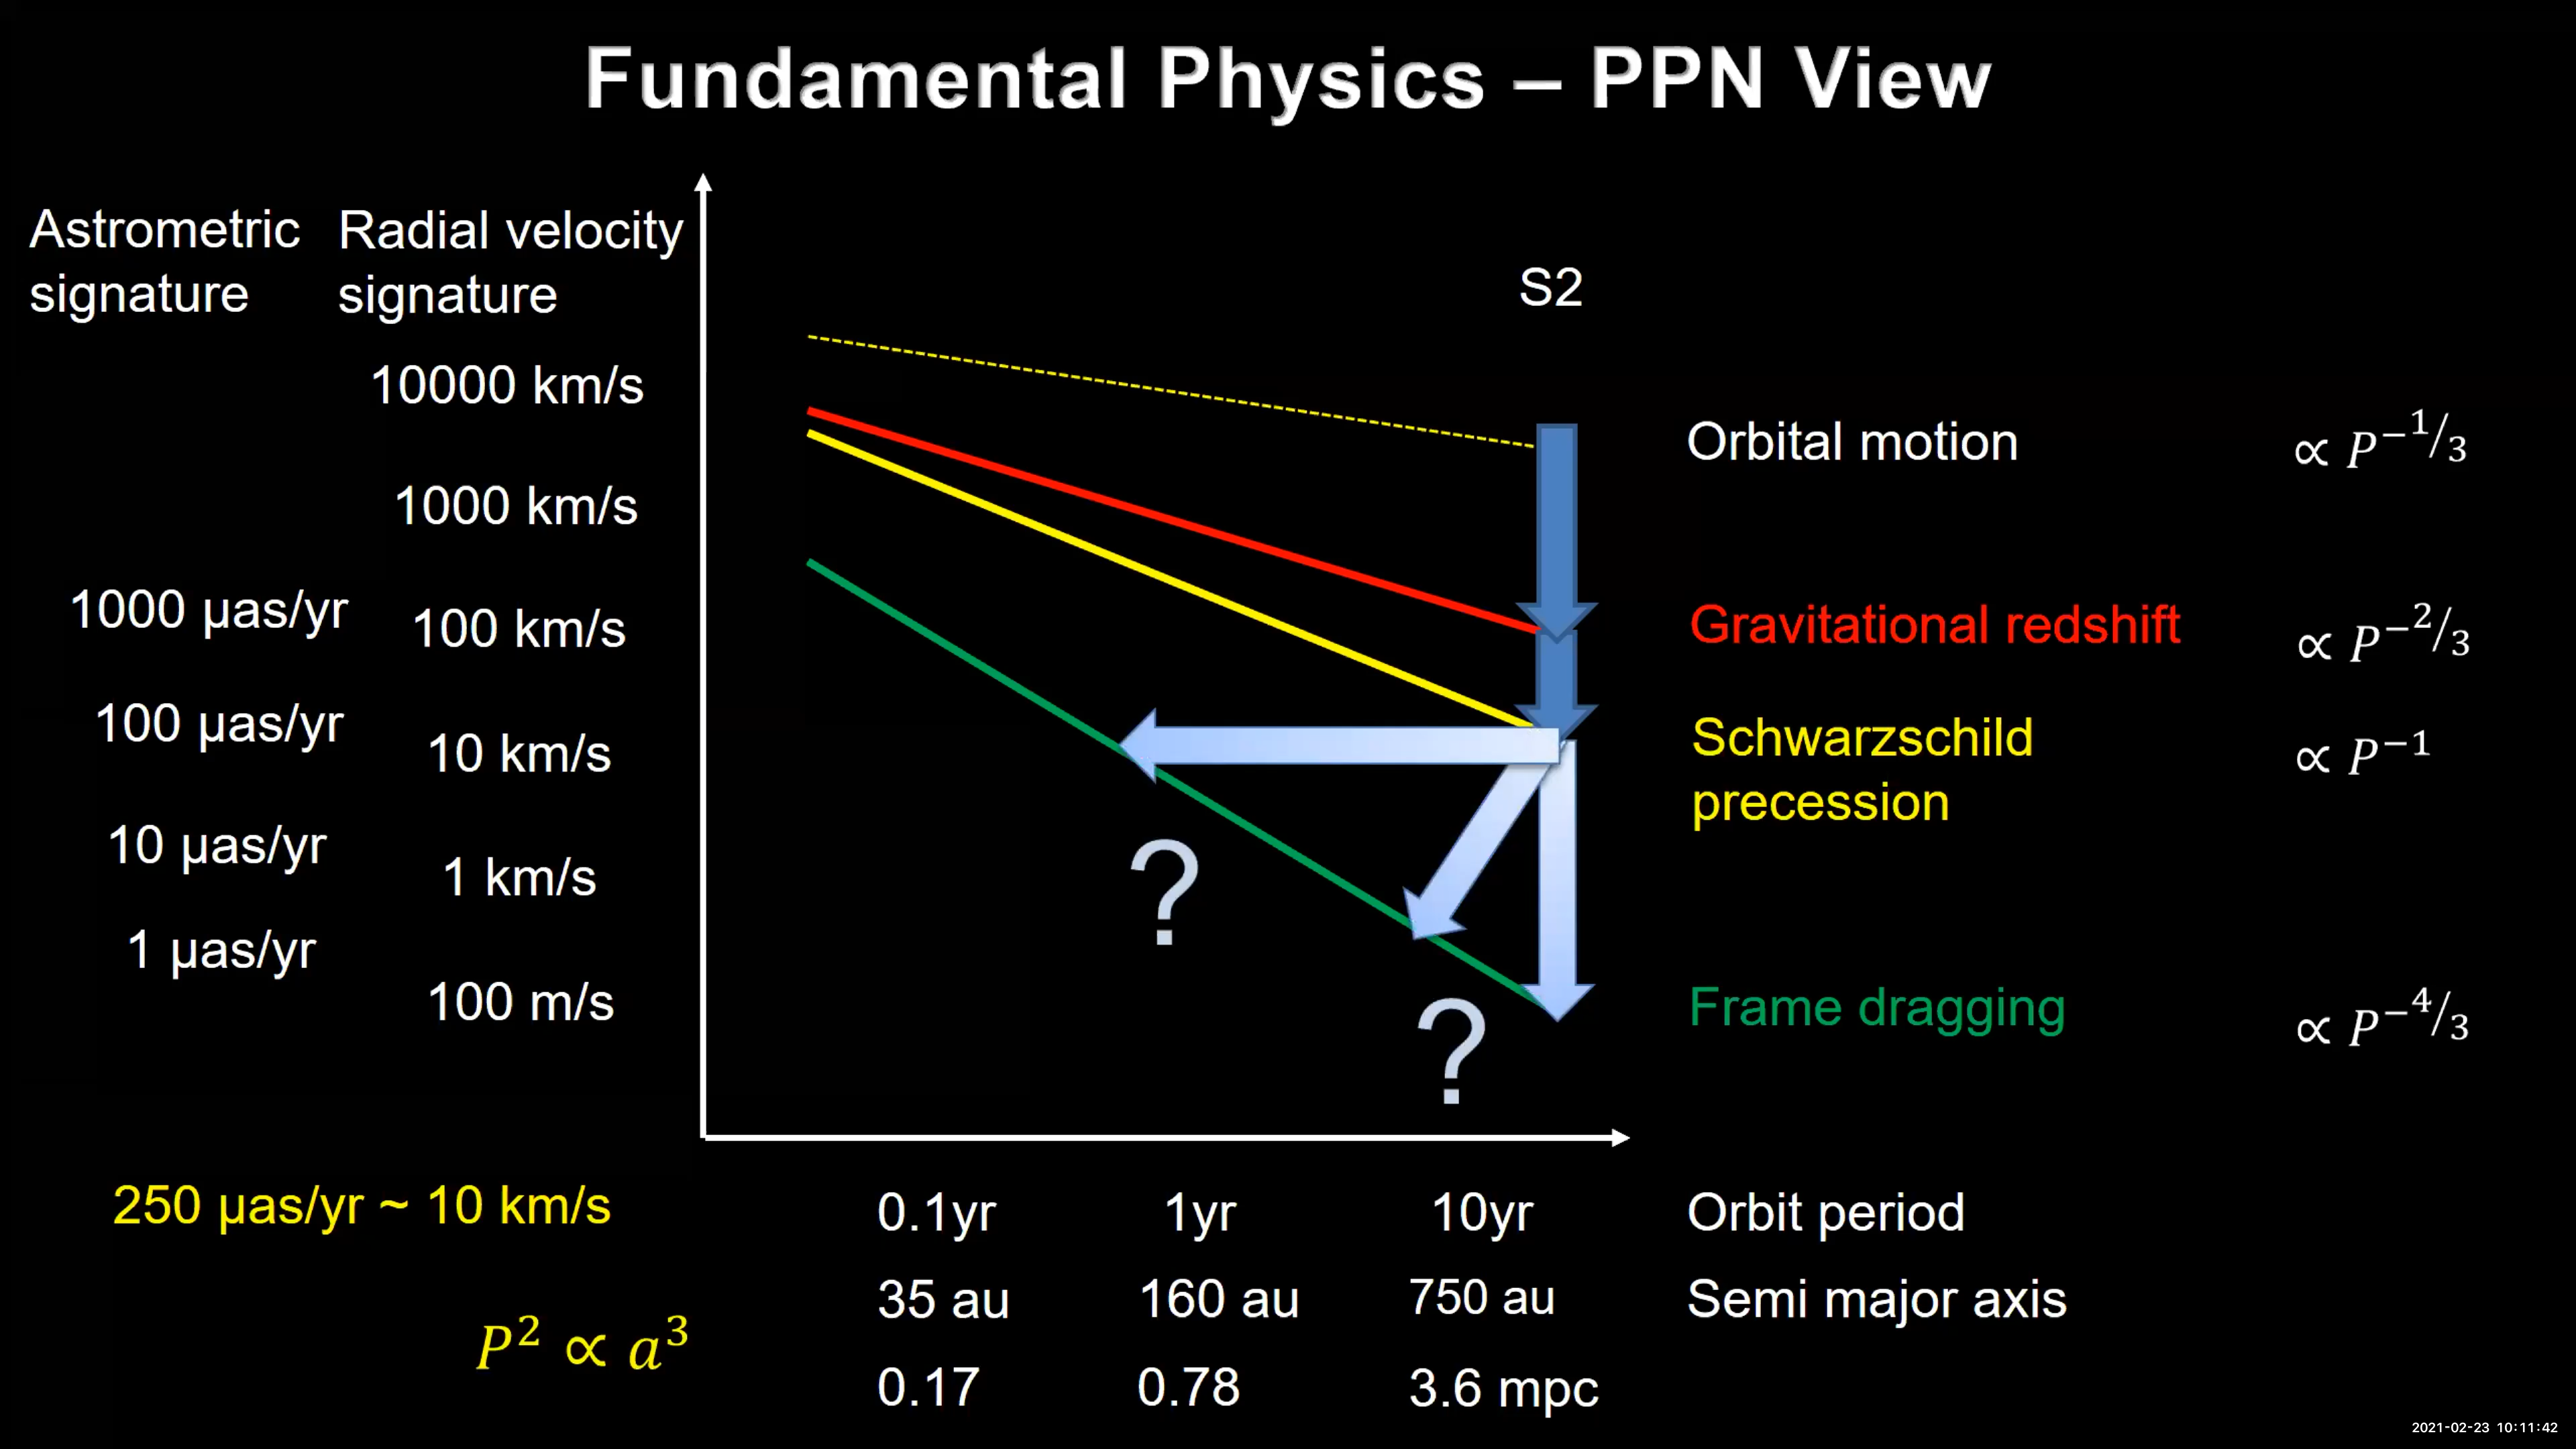 Fundamental Physics – PPN View
Astrometric
signature
Radial velocity
signature
S2
10000 km/s
1000 km/s
1000 µas/yr
100 km/s
100 µas/yr
10 km/s
10 µas/yr
1 km/s
1 µas/yr
100 m/s
Orbital motion ∝ P^−1/3
Gravitational redshift ∝ P^−2/3
Schwarzschild
precession
∝ P^−1
?
?
Frame dragging ∝ P^−4/3
250 µas/yr ~ 10 km/s
0.1yr 1yr 10yr Orbit period
35 au 160 au 750 au Semi major axis
P² ∝ a³
0.17 0.78 3.6 mpc
2021-02-23 10:11:42